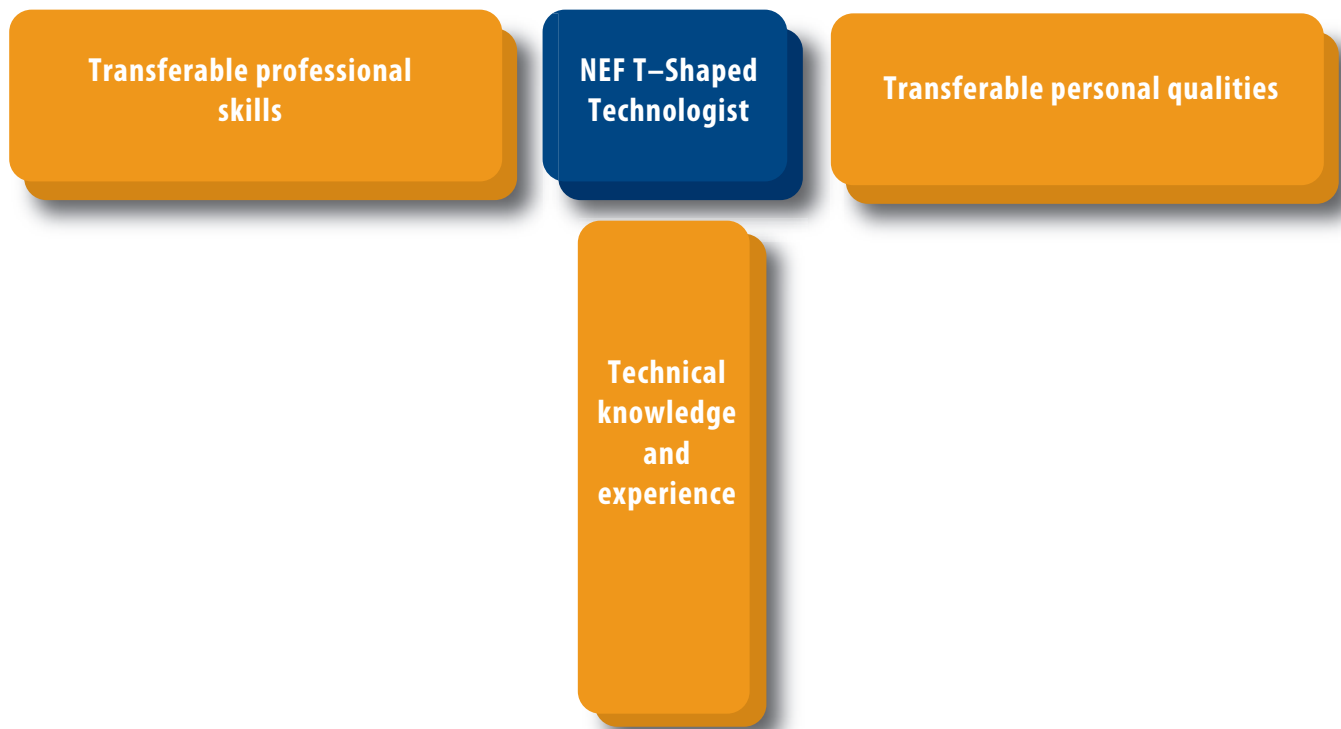 Transferable professional
skills
NEF T–Shaped
Technologist
Transferable personal qualities
Technical
knowledge
and
experience